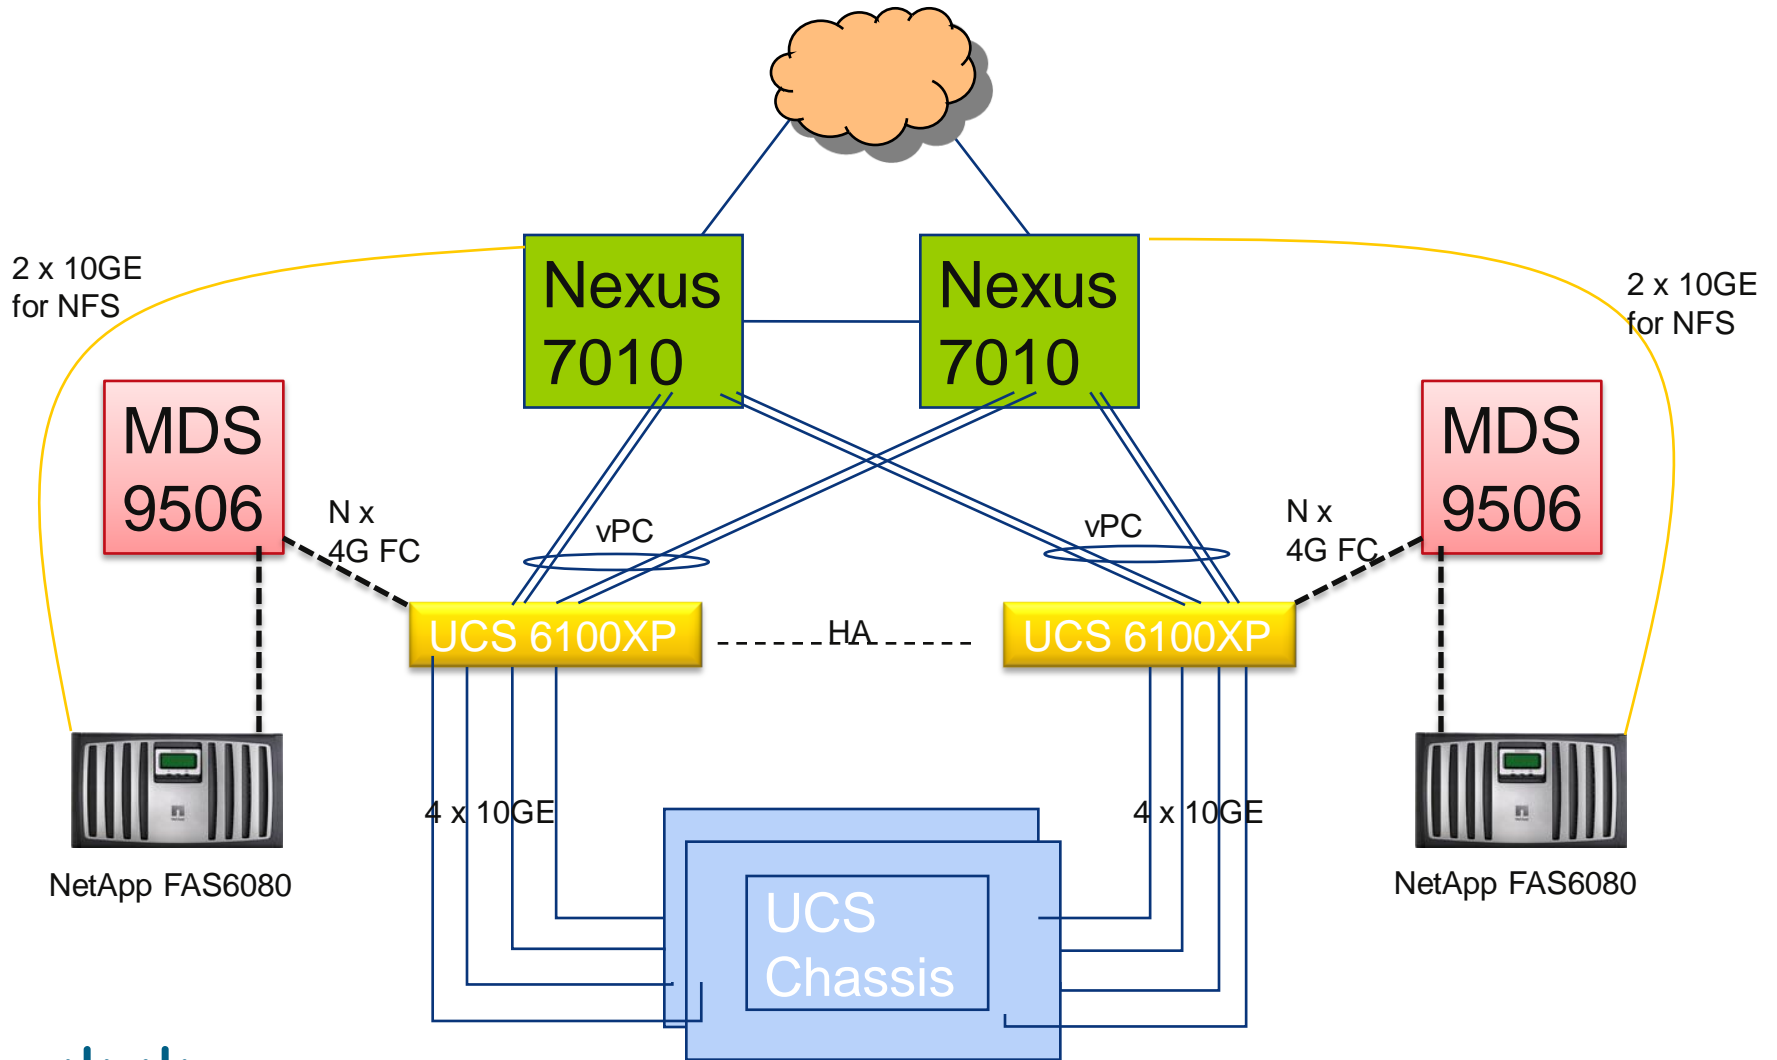 2 x 10GE
for NFS
Nexus
7010
Nexus
7010
2 x 10GE
for NFS
MDS
9506
N x
4G FC
vPC
vPC
N x
4G FC
MDS
9506
UCS 6100XP
HA
UCS 6100XP
4 x 10GE
4 x 10GE
NetApp FAS6080
UCS
Chassis
NetApp FAS6080